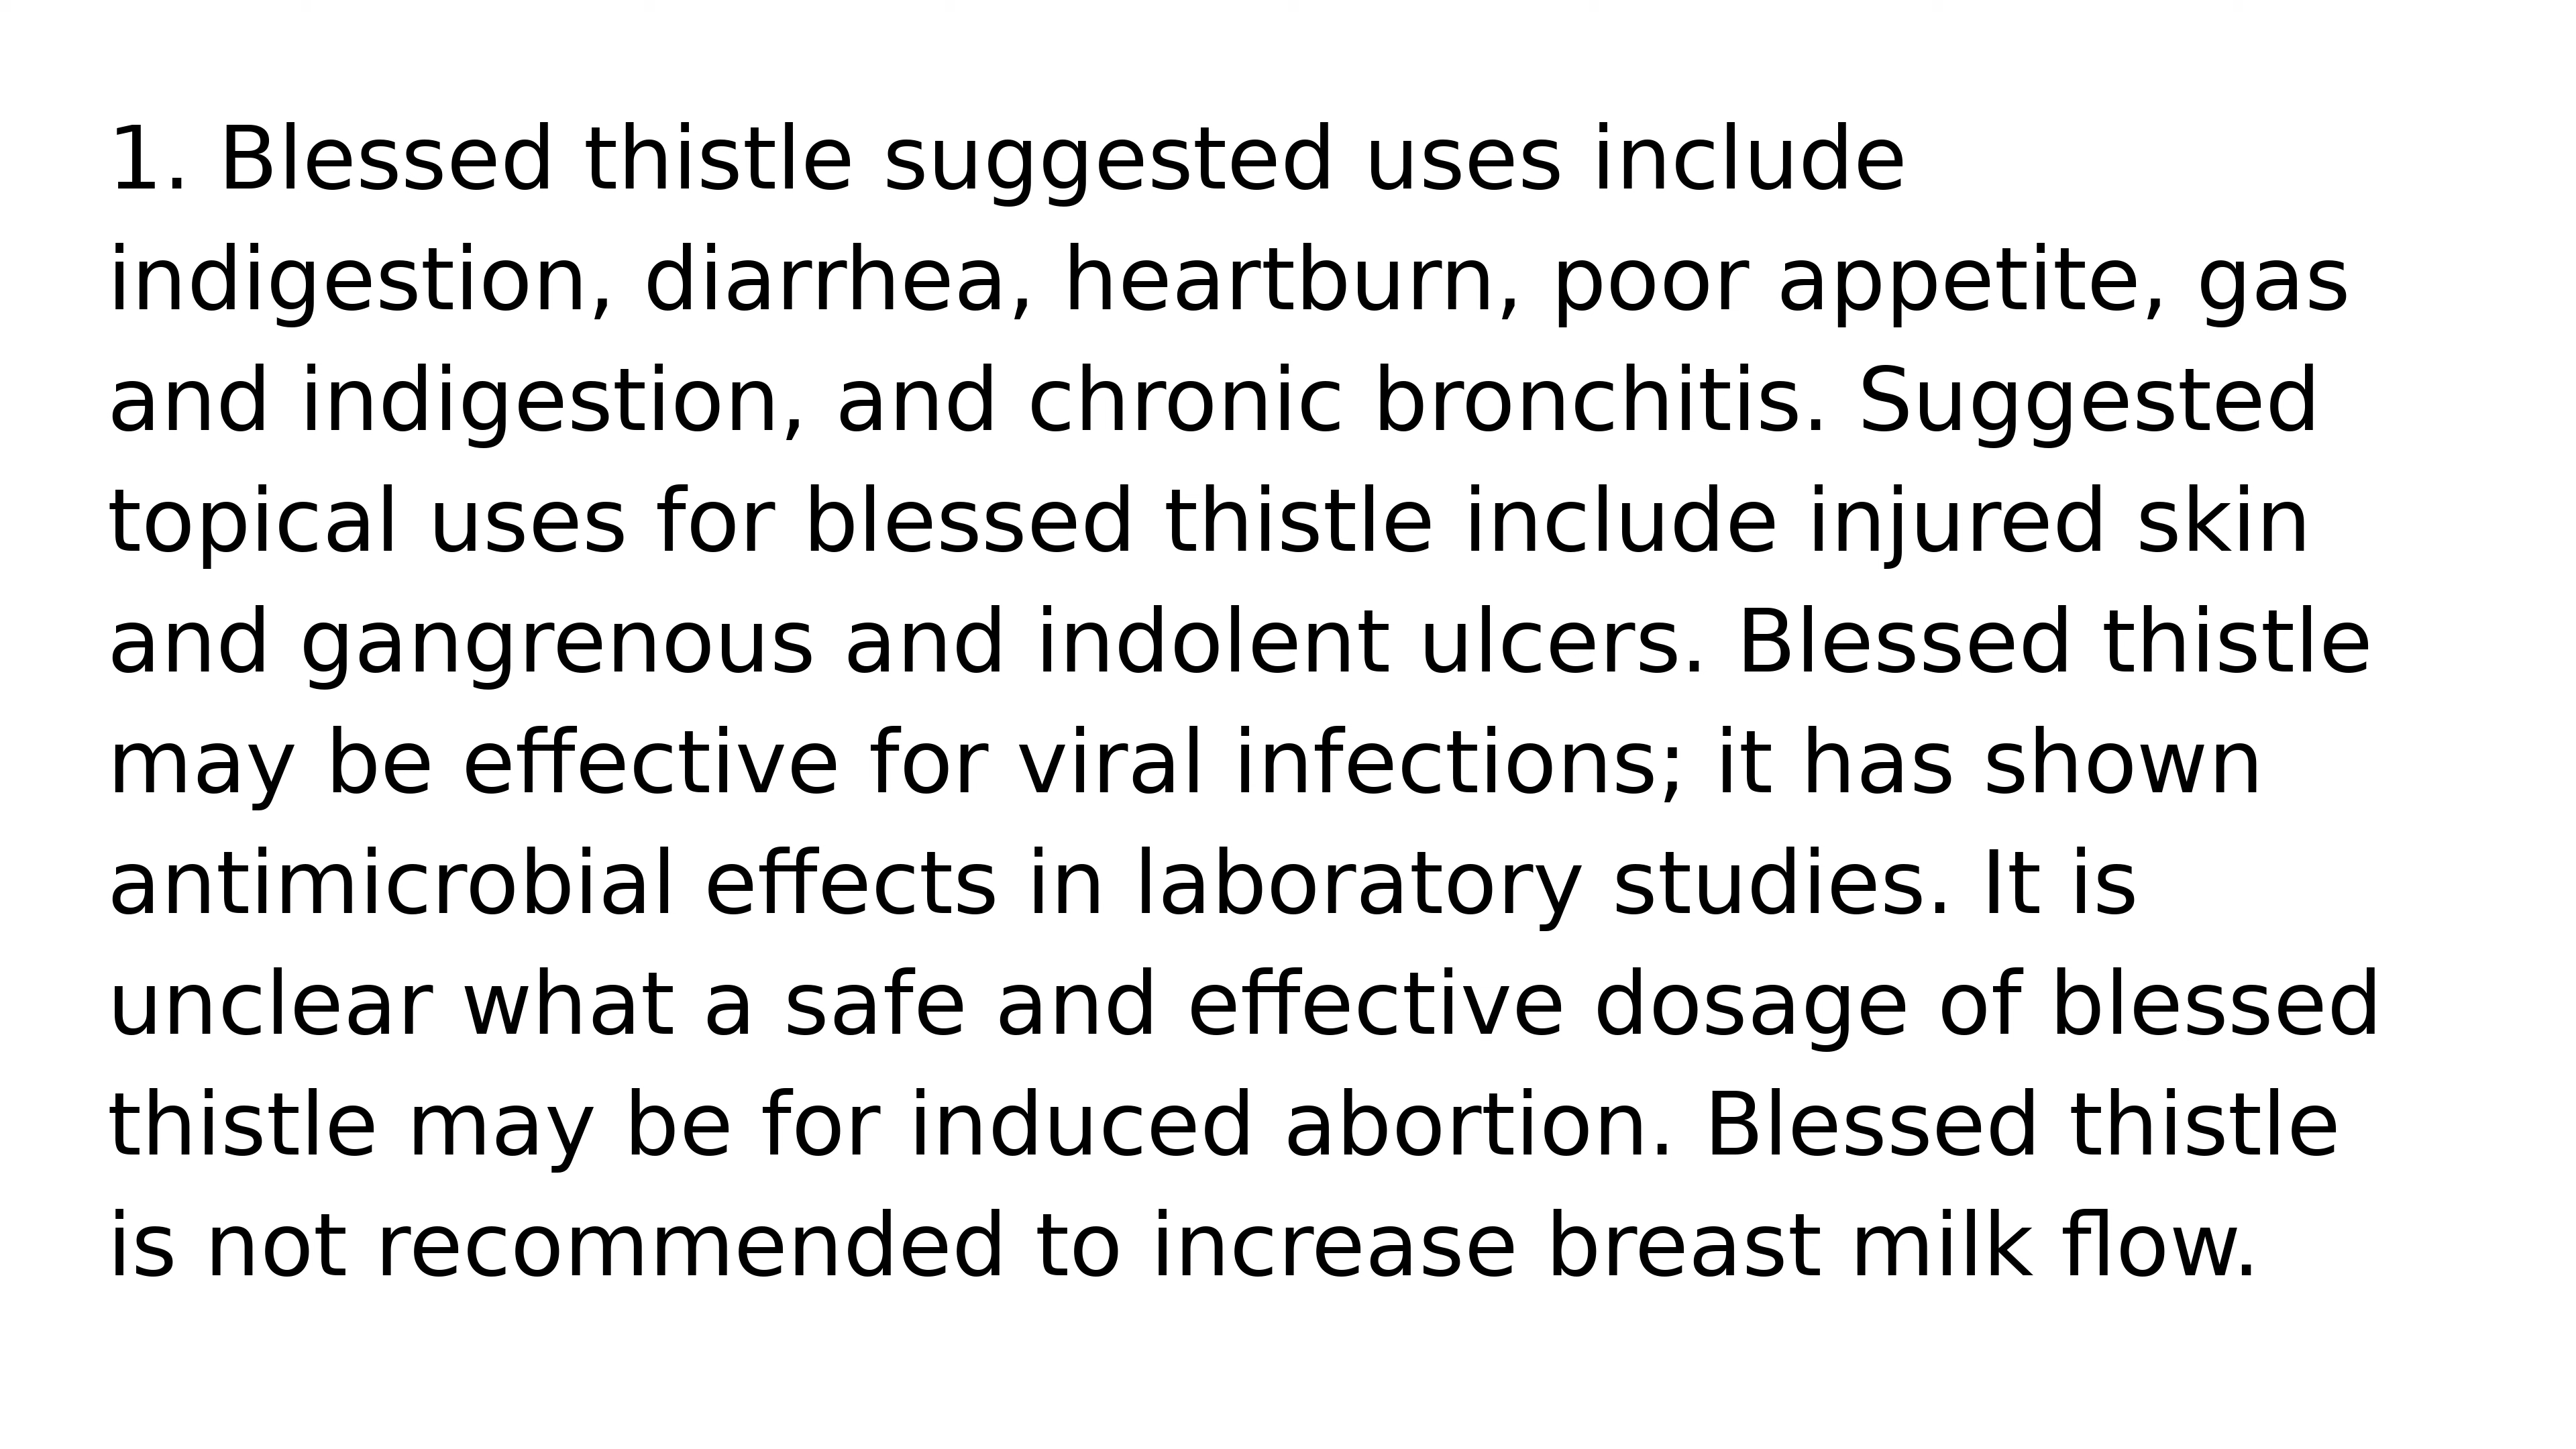 1. Blessed thistle suggested uses include
indigestion, diarrhea, heartburn, poor appetite, gas
and indigestion, and chronic bronchitis. Suggested
topical uses for blessed thistle include injured skin
and gangrenous and indolent ulcers. Blessed thistle
may be effective for viral infections; it has shown
antimicrobial effects in laboratory studies. It is
unclear what a safe and effective dosage of blessed
thistle may be for induced abortion. Blessed thistle
is not recommended to increase breast milk flow.